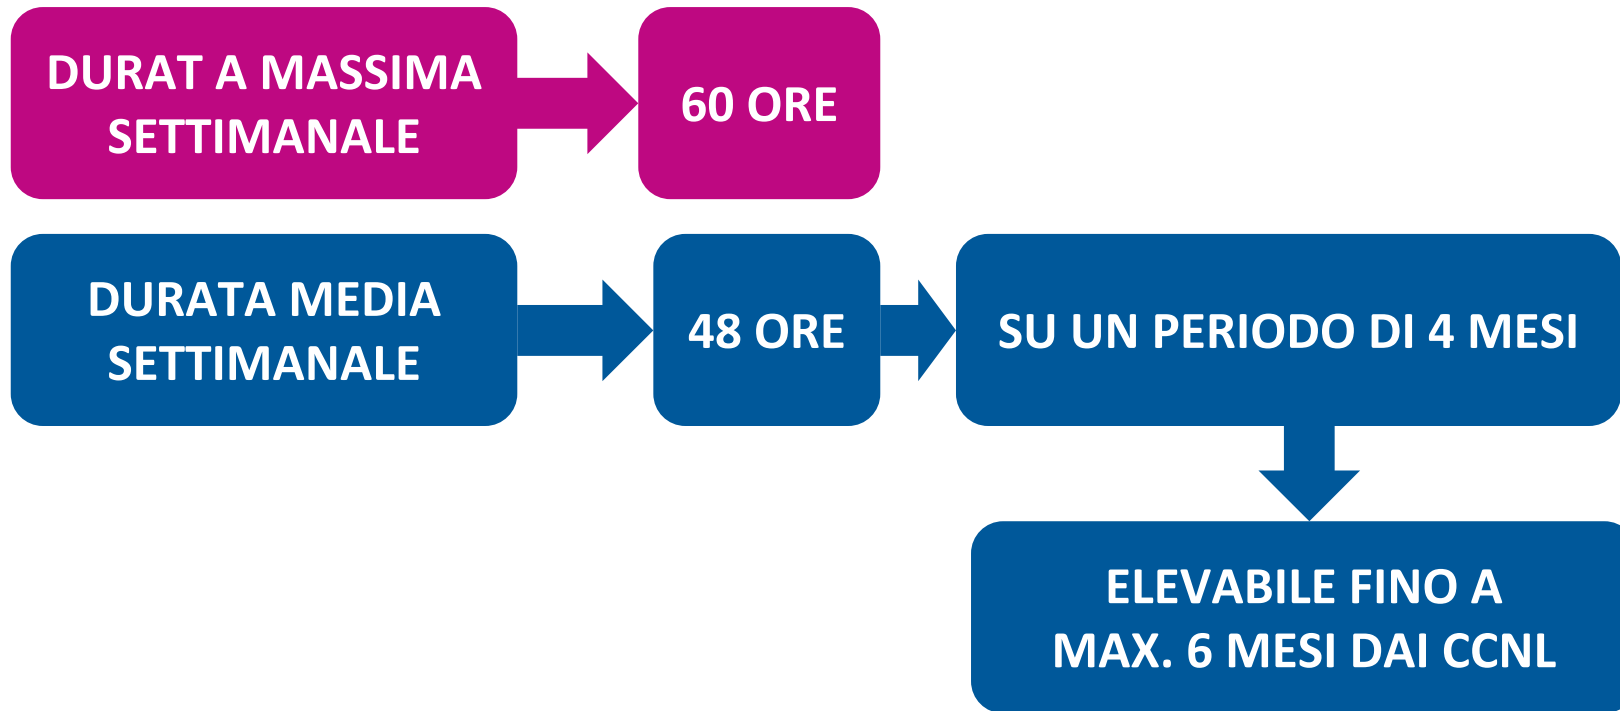 DURAT A MASSIMA
SETTIMANALE
60 ORE
DURATA MEDIA
SETTIMANALE
48 ORE
SU UN PERIODO DI 4 MESI
ELEVABILE FINO A
MAX. 6 MESI DAI CCNL